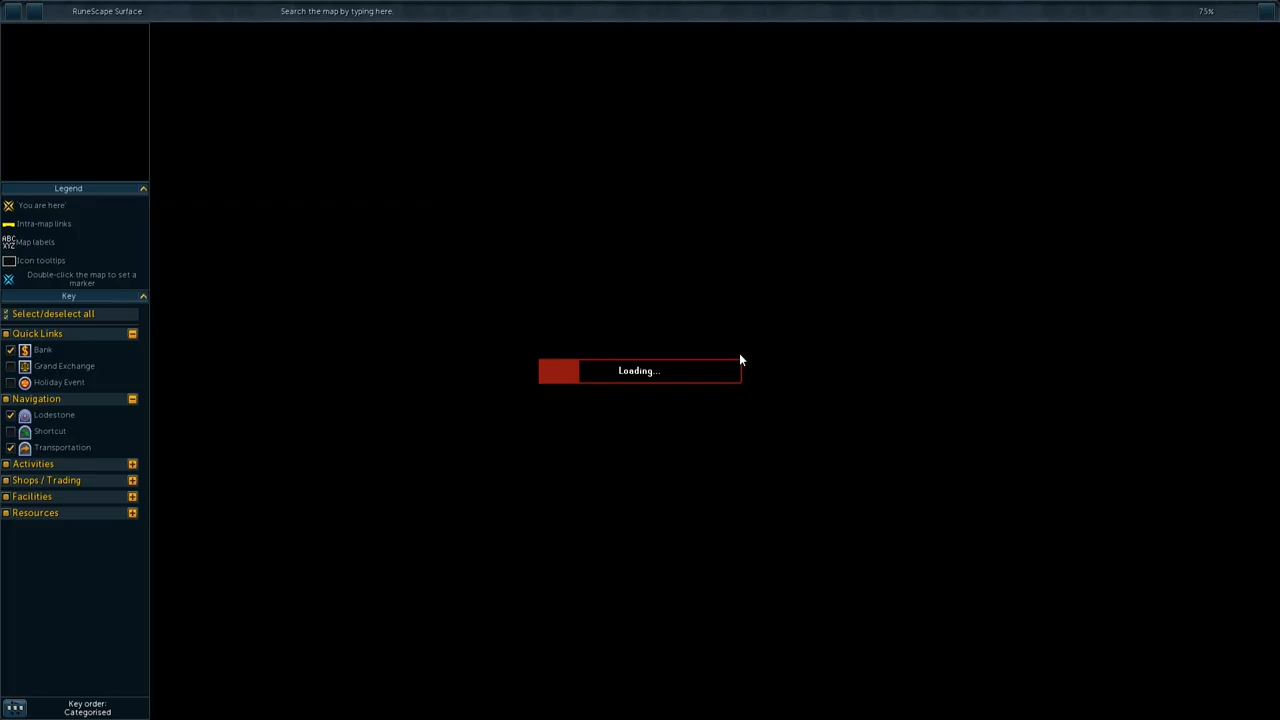 RuneScape Surface
Search the map by typing here.
75%
Legend
'You are here'
Intra-map links
ABC
XYZ
Map labels
Icon tooltips
Double-click the map to set a
marker
Key
Select/deselect all
Quick Links
Bank
Grand Exchange
Holiday Event
Navigation
Lodestone
Shortcut
Transportation
Activities
Shops / Trading
Facilities
Resources
Loading...
Key order:
Categorised